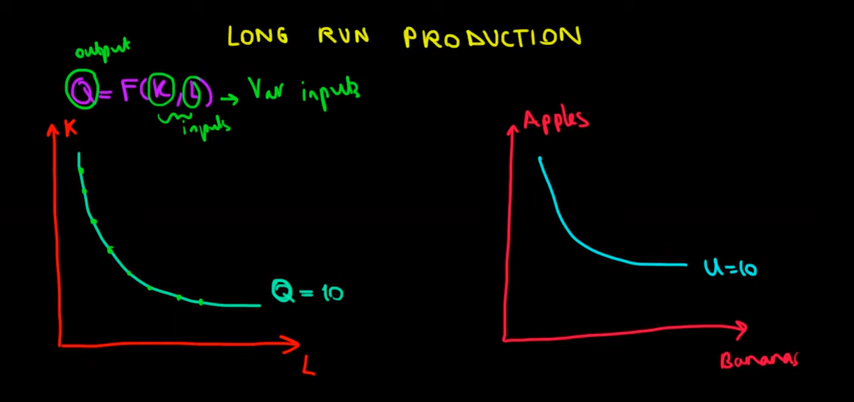 LONG RUN PRODUCTION
output
Q = F(K, L) → Var inputs
inputs
K
Q = 10
L
Apples
U=10
Bananas